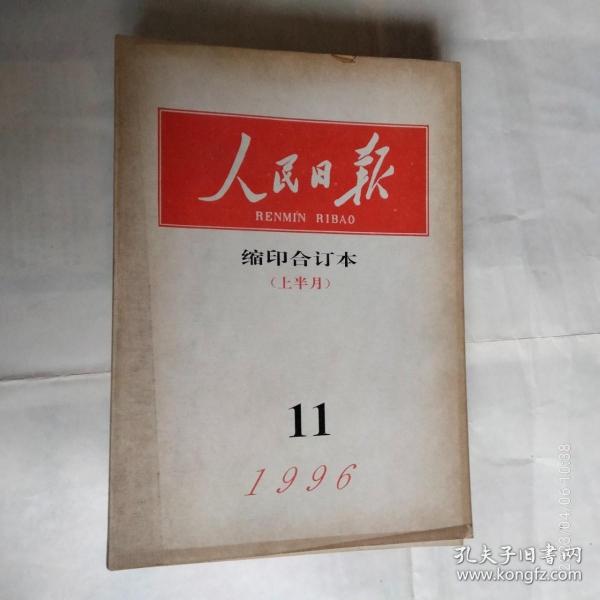 人民日报
RENMIN RIBAO
缩印合订本
（上半月）
11
1996
孔夫子旧书网
www.kongfz.com